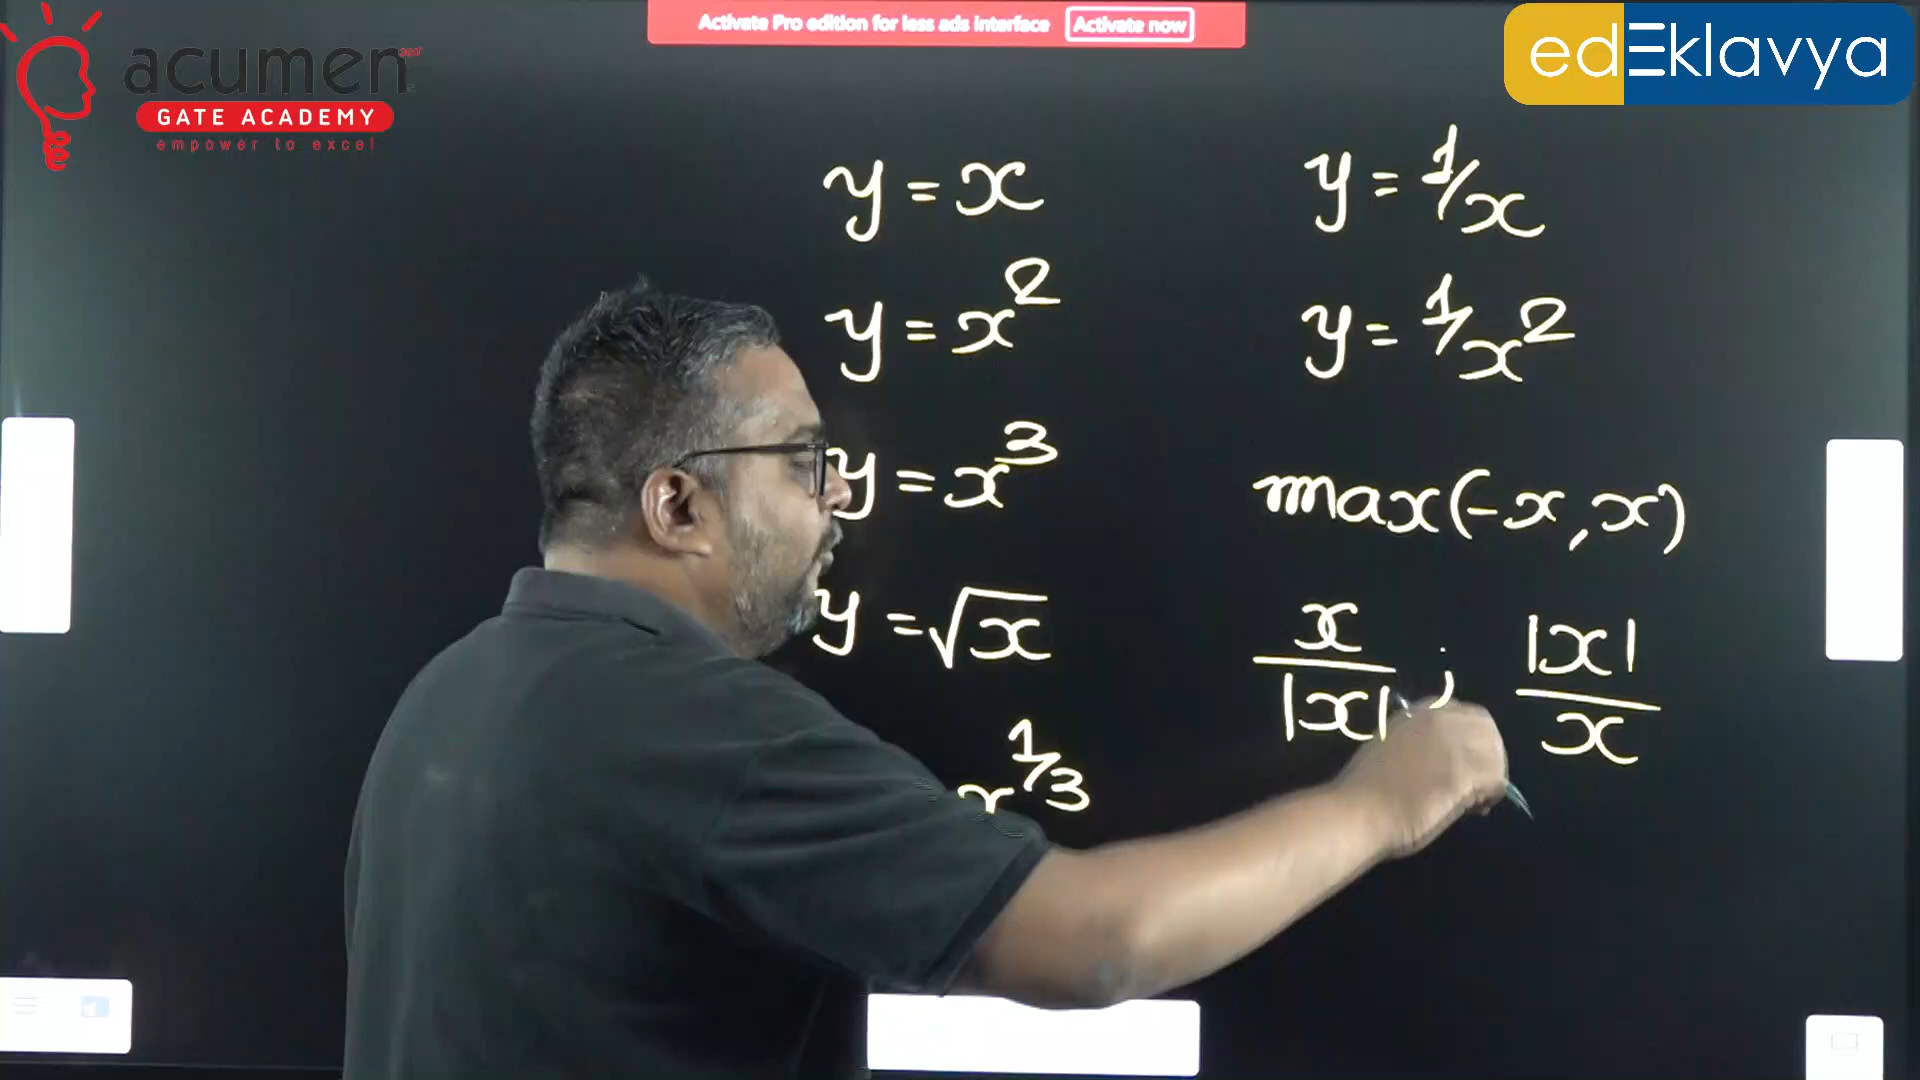 Activate Pro edition for less ads interface Activate now
acumen
GATE ACADEMY
empower to excel
edEklavya
y = x
y = x²
y = x³
y = √x
x^1/3
y = 1/x
y = 1/x²
max(-x, x)
x/|x| ; |x|/x